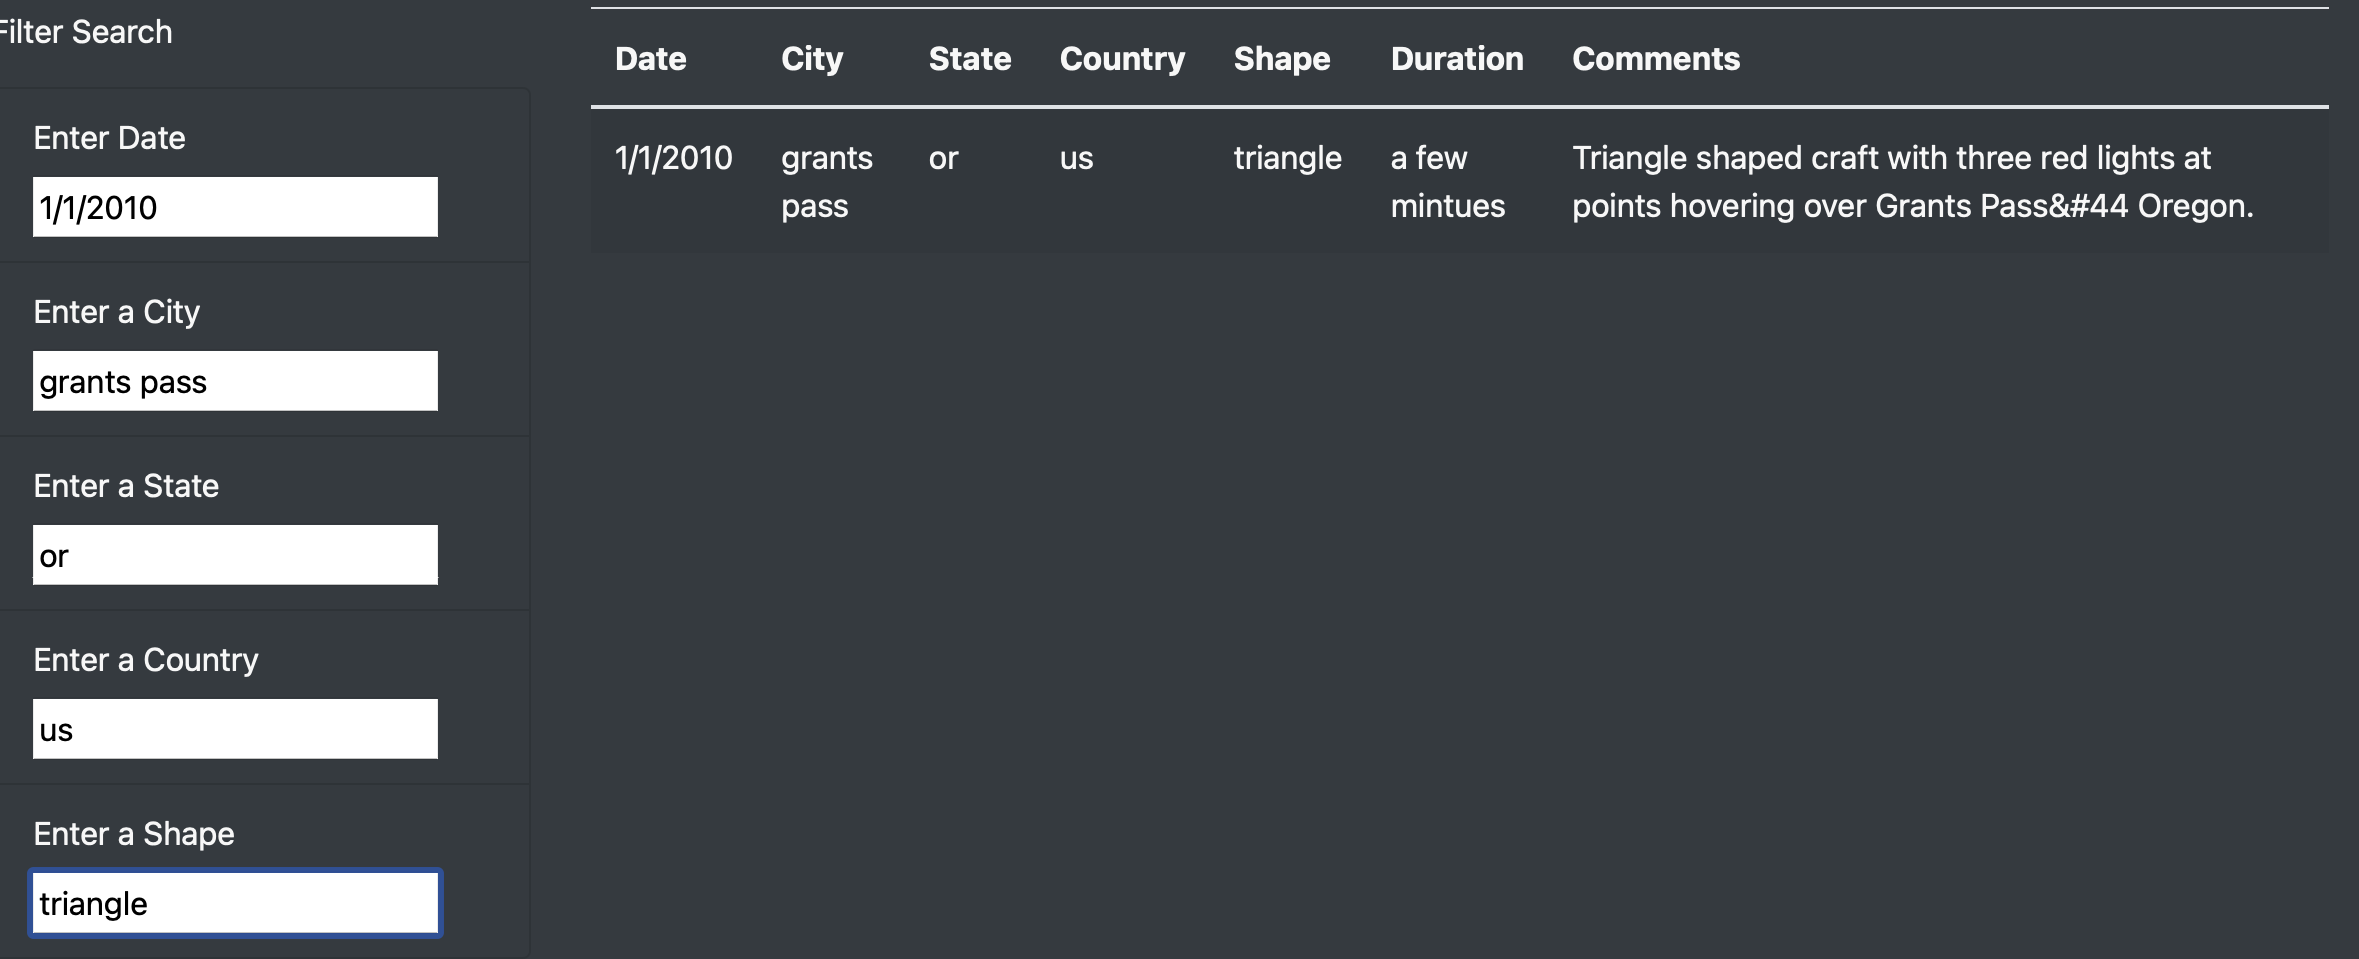 Filter Search
Enter Date
1/1/2010
Enter a City
grants pass
Enter a State
or
Enter a Country
us
Enter a Shape
triangle
Date City State Country Shape Duration Comments
1/1/2010 grants or us triangle a few Triangle shaped craft with three red lights at
pass mintues points hovering over Grants Pass&#44 Oregon.